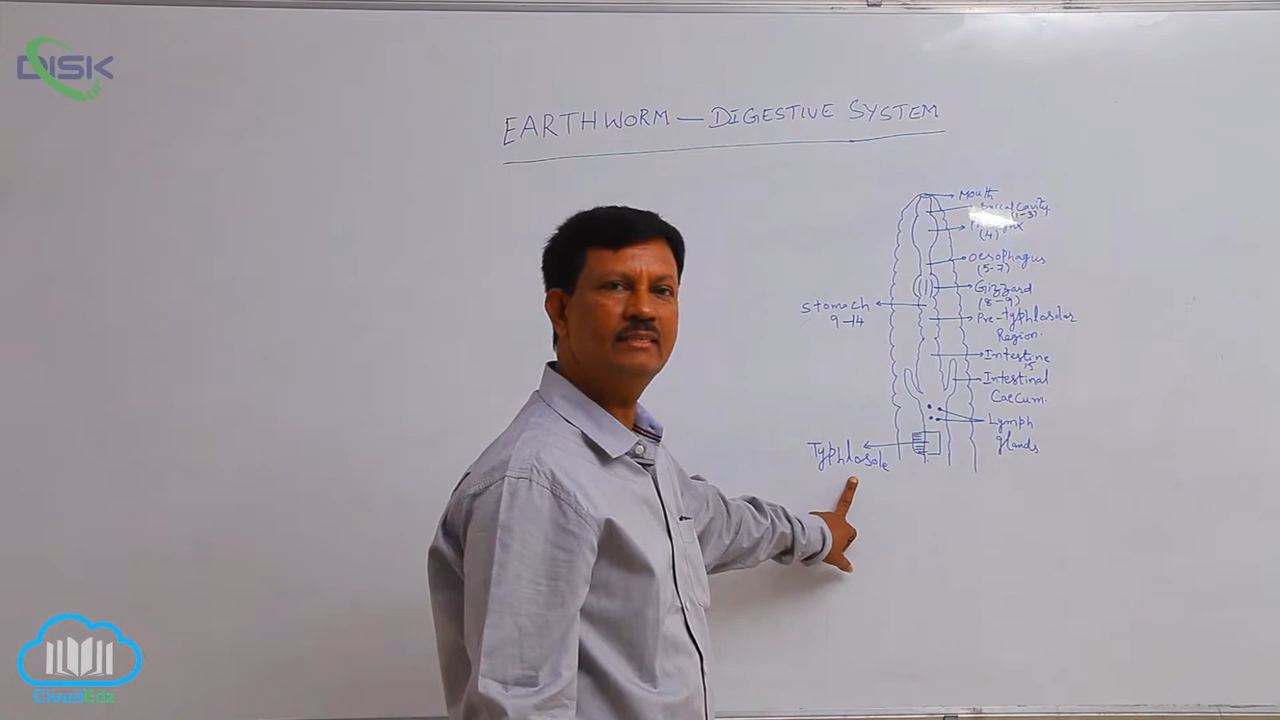 DISK
EARTHWORM — DIGESTIVE SYSTEM
Mouth
Buccal cavity
(1-3)
Pharynx
(4)
Oesophagus
(5-7)
Gizzard
(8-9)
Stomach
9-14
Pre-typhlosolar
Region.
Intestine
15
Intestinal
Caecum.
Lymph
glands
Typhlosole
CloudEdz